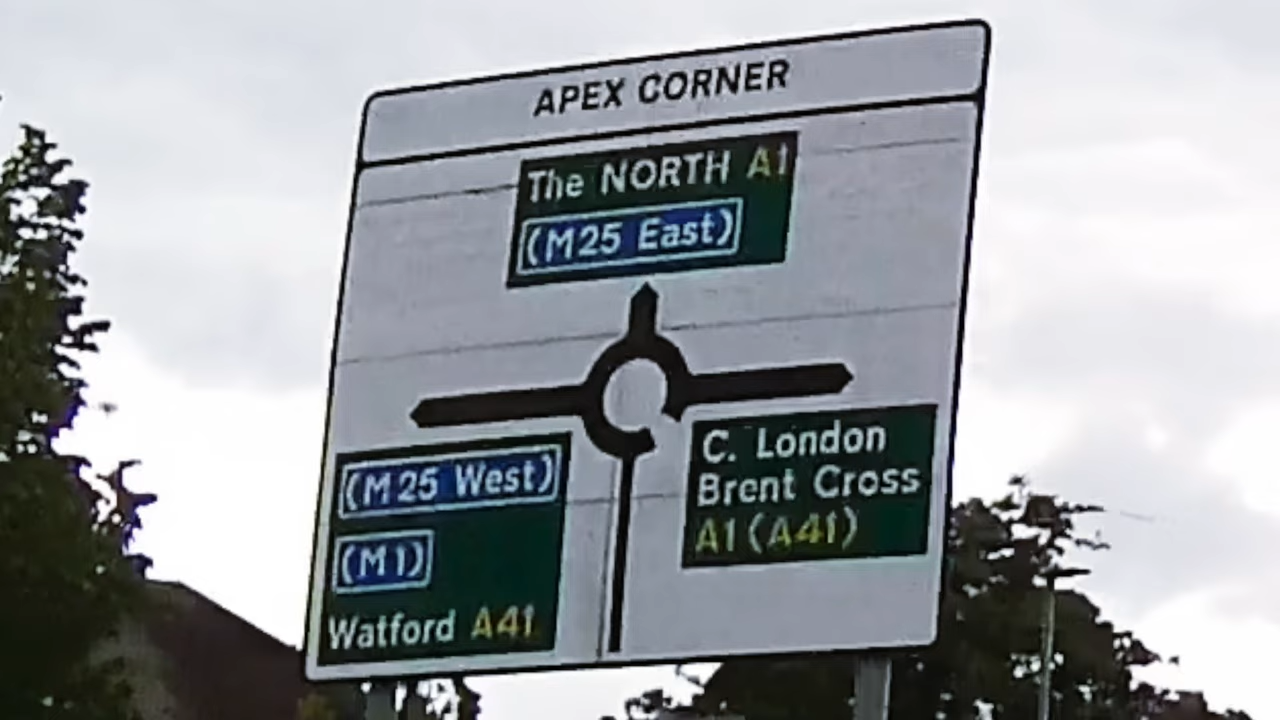 APEX CORNER
The NORTH A1
(M25 East)
(M25 West)
(M1)
Watford A41
C. London
Brent Cross
A1 (A41)